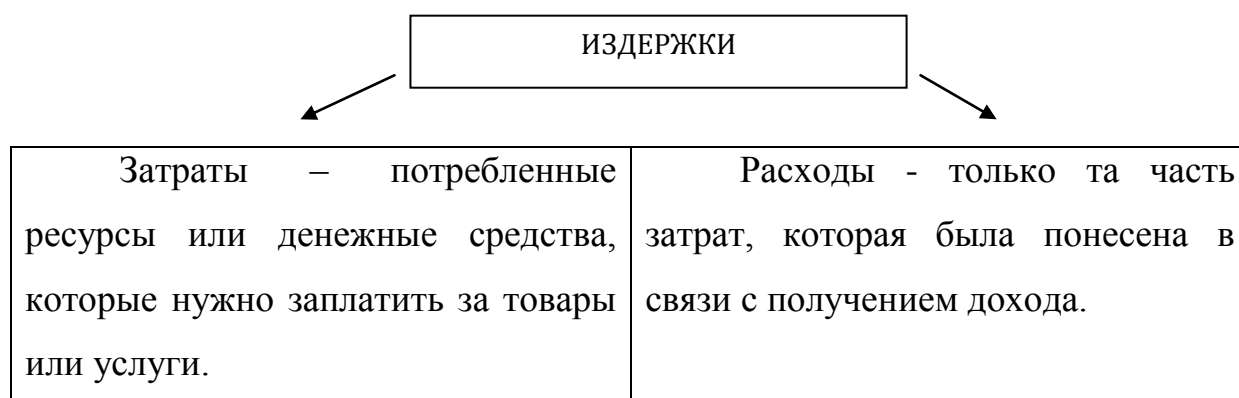 ИЗДЕРЖКИ
Затраты – потребленные
ресурсы или денежные средства,
которые нужно заплатить за товары
или услуги.
Расходы - только та часть
затрат, которая была понесена в
связи с получением дохода.